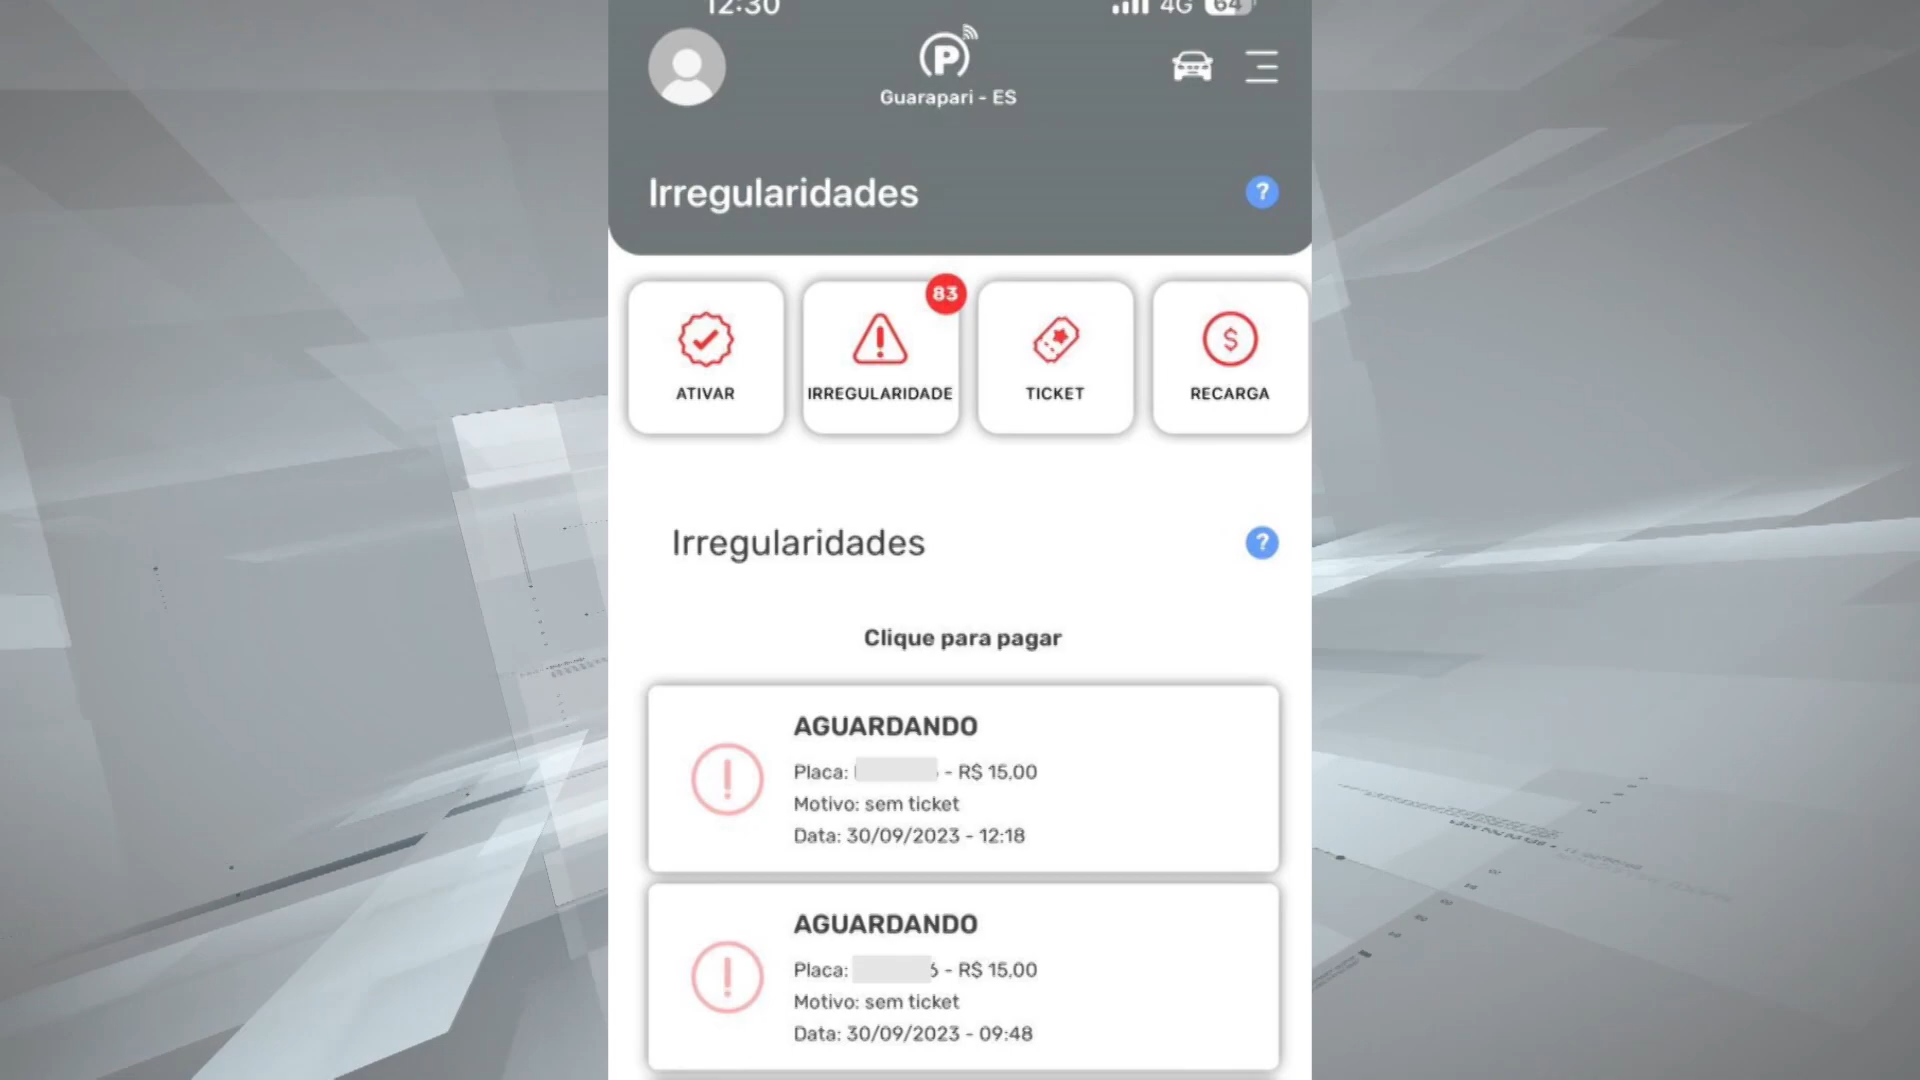 12:30
4G 64
P
Guarapari - ES
Irregularidades
?
83
ATIVAR
IRREGULARIDADE
TICKET
$
RECARGA
Irregularidades
?
Clique para pagar
AGUARDANDO
Placa: - R$ 15,00
Motivo: sem ticket
Data: 30/09/2023 - 12:18
AGUARDANDO
Placa: 6 - R$ 15,00
Motivo: sem ticket
Data: 30/09/2023 - 09:48